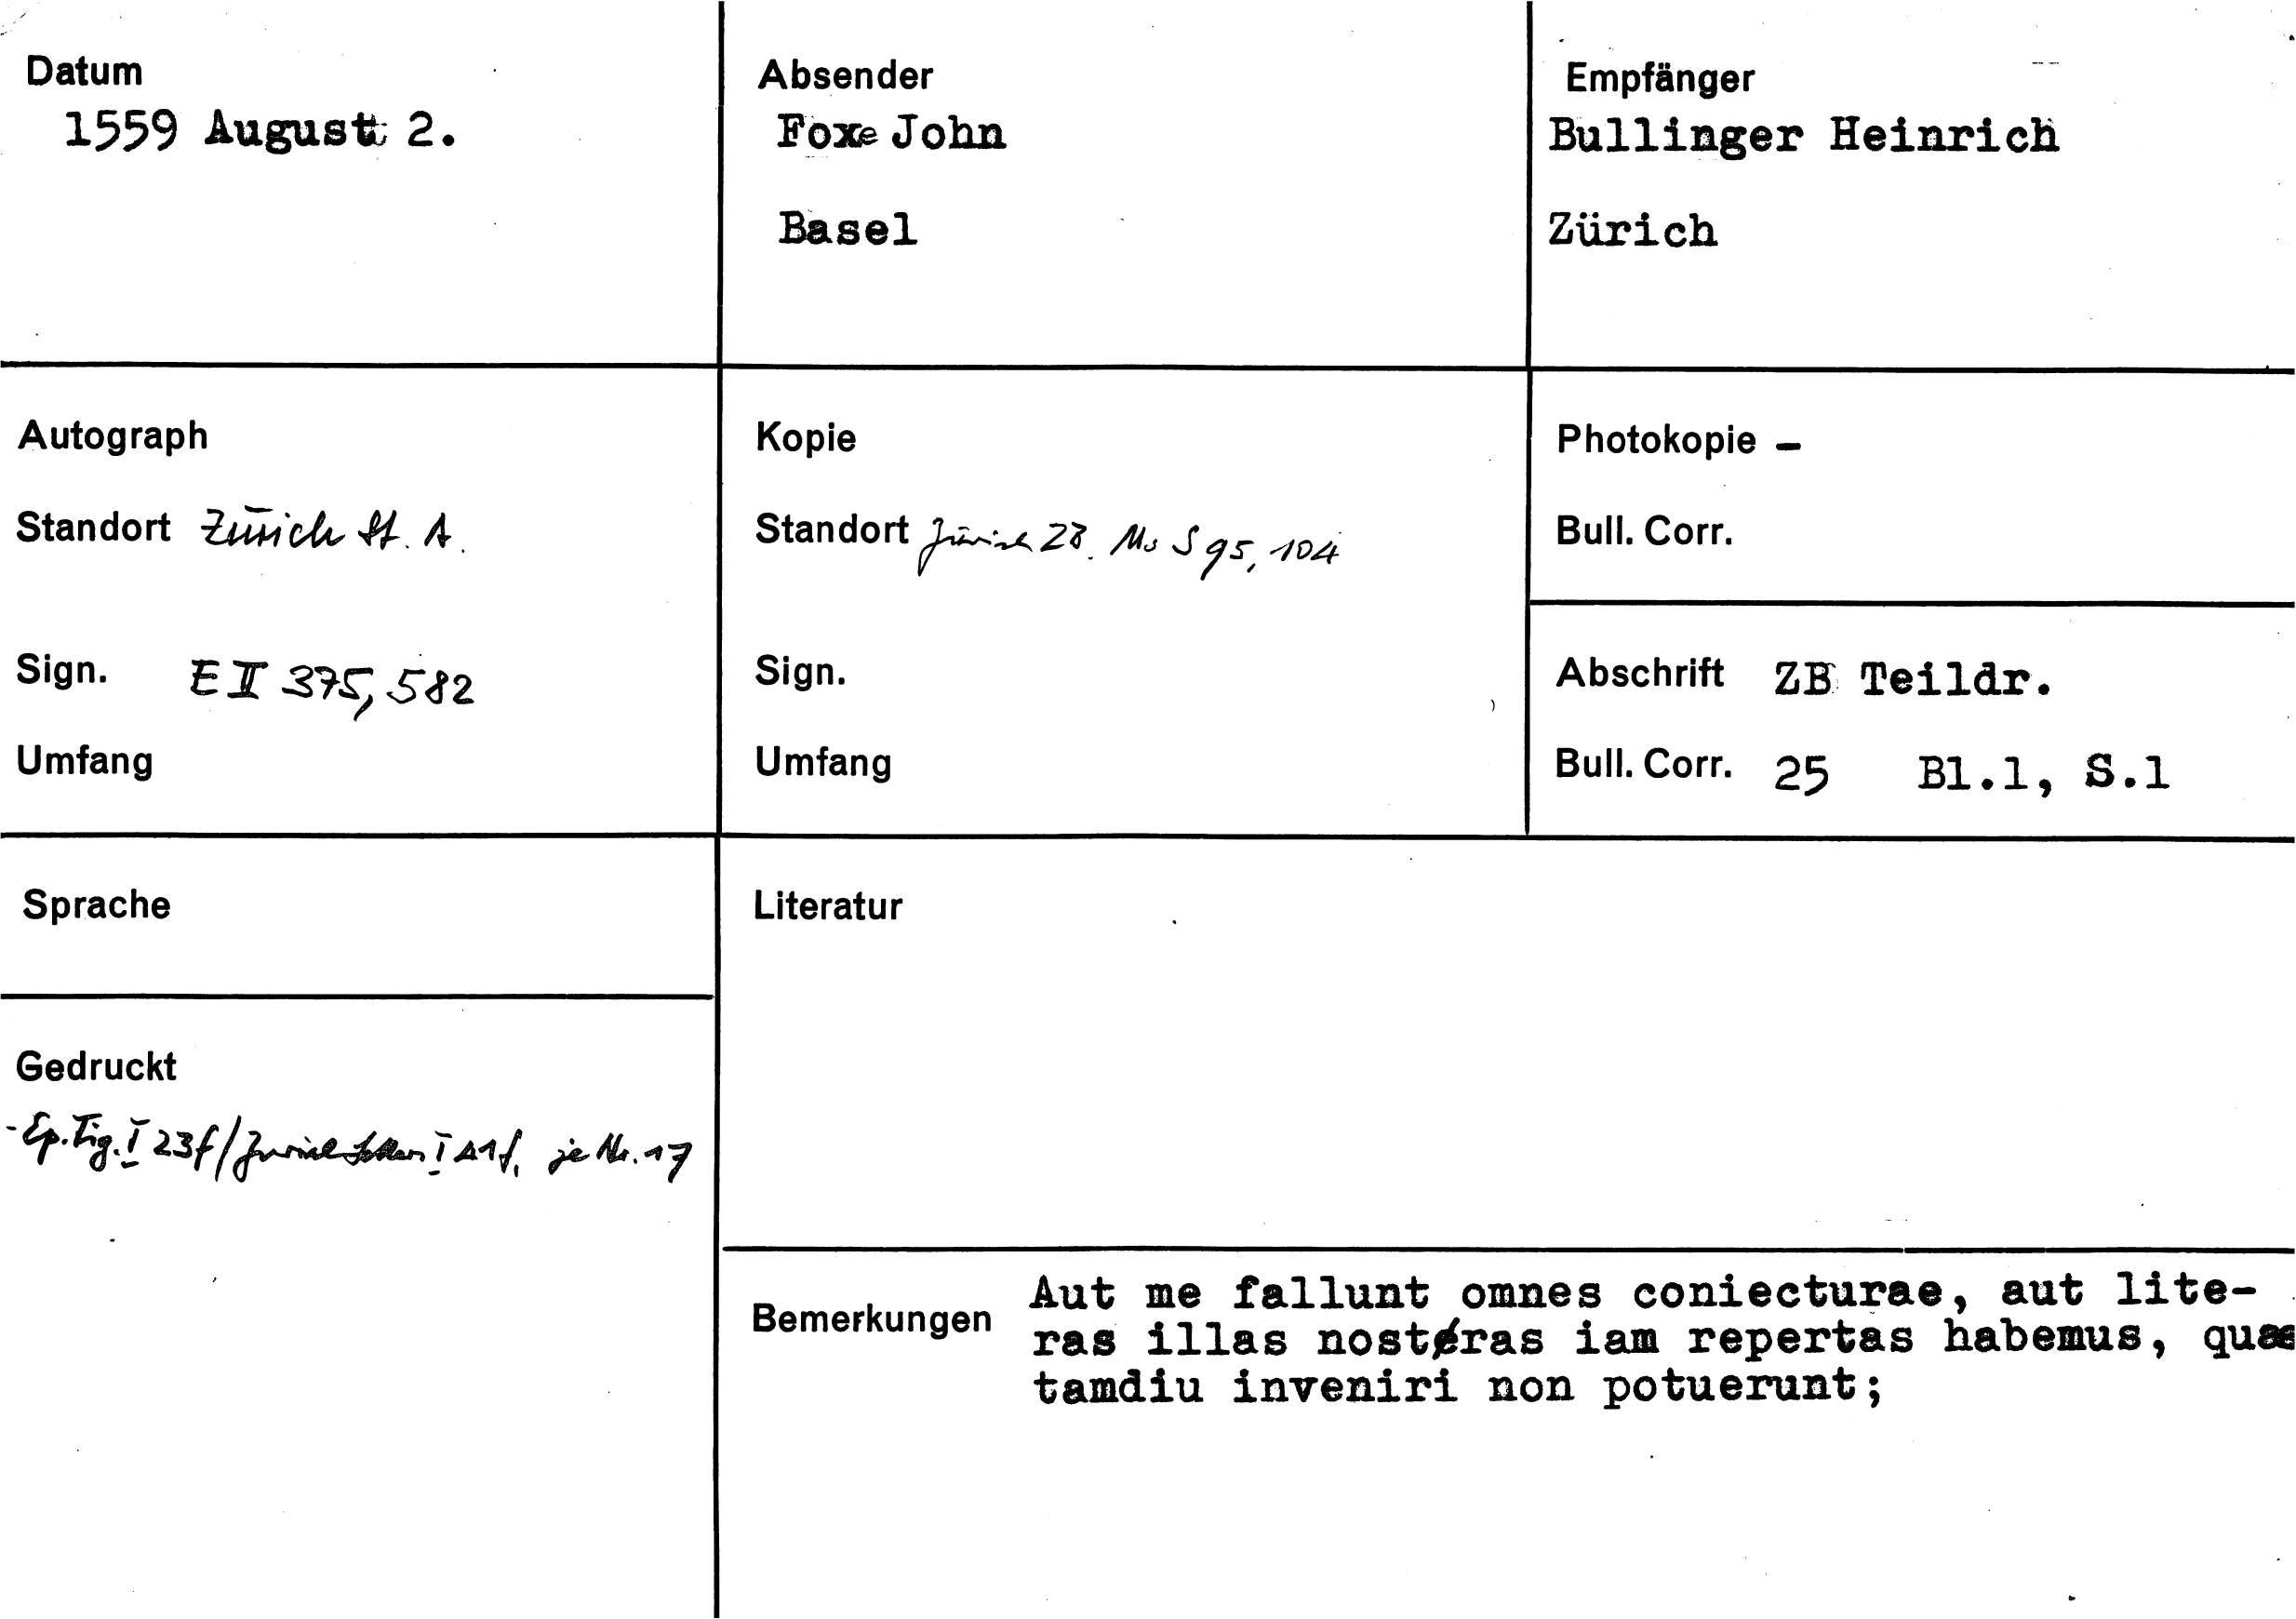 Datum
1559 August 2.
Absender
Foxe John
Basel
Empfänger
Bullinger Heinrich
Zürich
Autograph
Standort Zürich St. A.
Sign. E II 375, 582
Umfang
Kopie
Standort Zürich ZB. Ms S 95, 104
Sign.
Umfang
Photokopie –
Bull. Corr.
Abschrift ZB Teildr.
Bull. Corr. 25 Bl.1, S.1
Sprache
Gedruckt
- Ep. Tig. I 23f / Zurich Letters I 41f, je Nr. 17
Literatur
Bemerkungen
Aut me fallunt omnes coniecturae, aut lite-
ras illas nostras iam repertas habemus, quae
tamdiu inveniri non potuerunt;